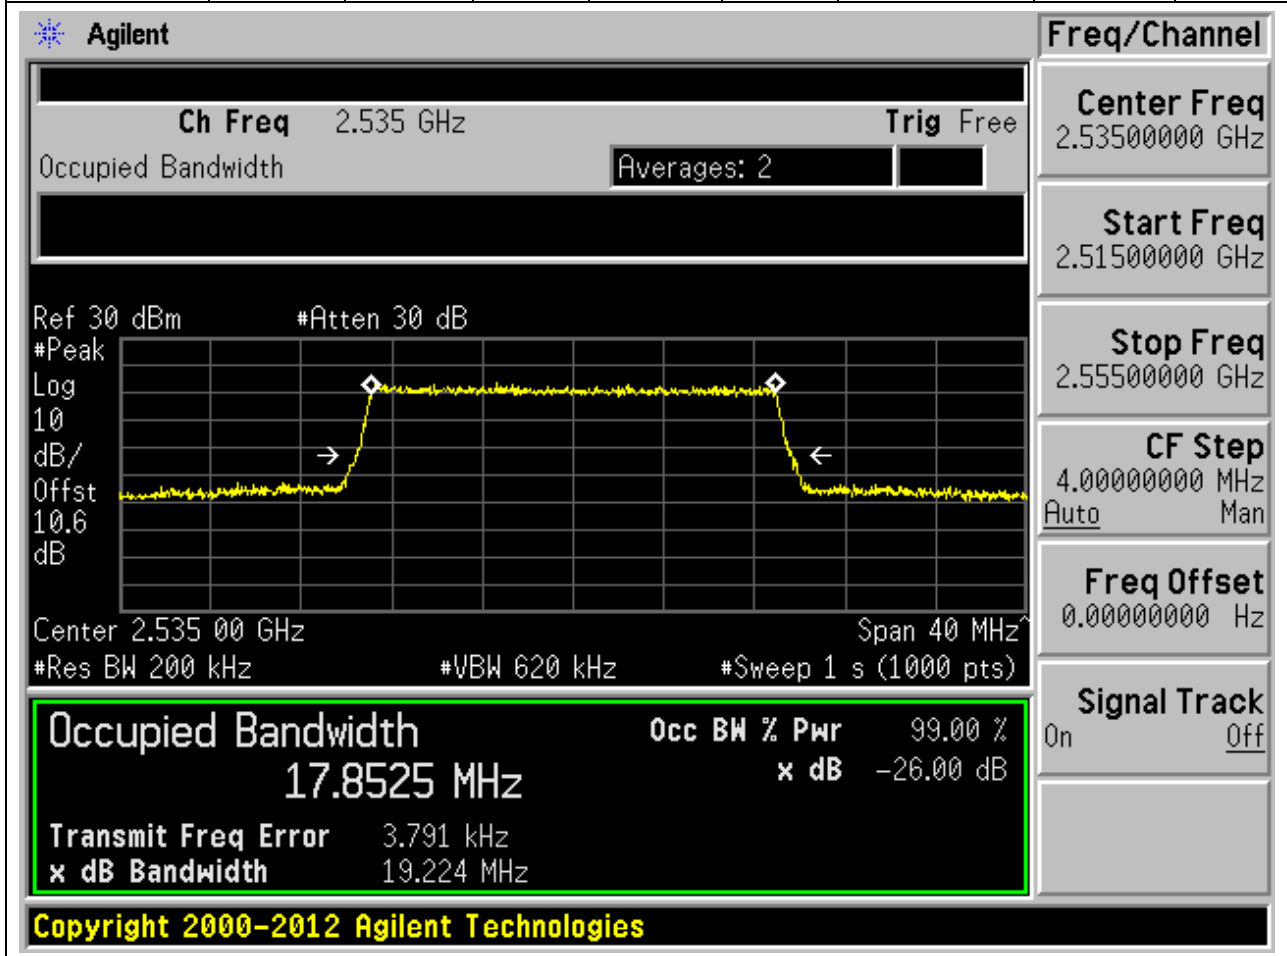 Agilent
Freq/Channel
Ch Freq 2.535 GHz Trig Free
Occupied Bandwidth Averages: 2
Center Freq
2.53500000 GHz
Start Freq
2.51500000 GHz
Stop Freq
2.55500000 GHz
CF Step
4.00000000 MHz
Auto Man
Freq Offset
0.00000000 Hz
Signal Track
On Off
Ref 30 dBm #Atten 30 dB
#Peak
Log
10
dB/
Offst
10.6
dB
Center 2.535 00 GHz Span 40 MHz^
#Res BW 200 kHz #VBW 620 kHz #Sweep 1 s (1000 pts)
Occupied Bandwidth Occ BW % Pwr 99.00 %
17.8525 MHz x dB -26.00 dB
Transmit Freq Error 3.791 kHz
x dB Bandwidth 19.224 MHz
Copyright 2000-2012 Agilent Technologies